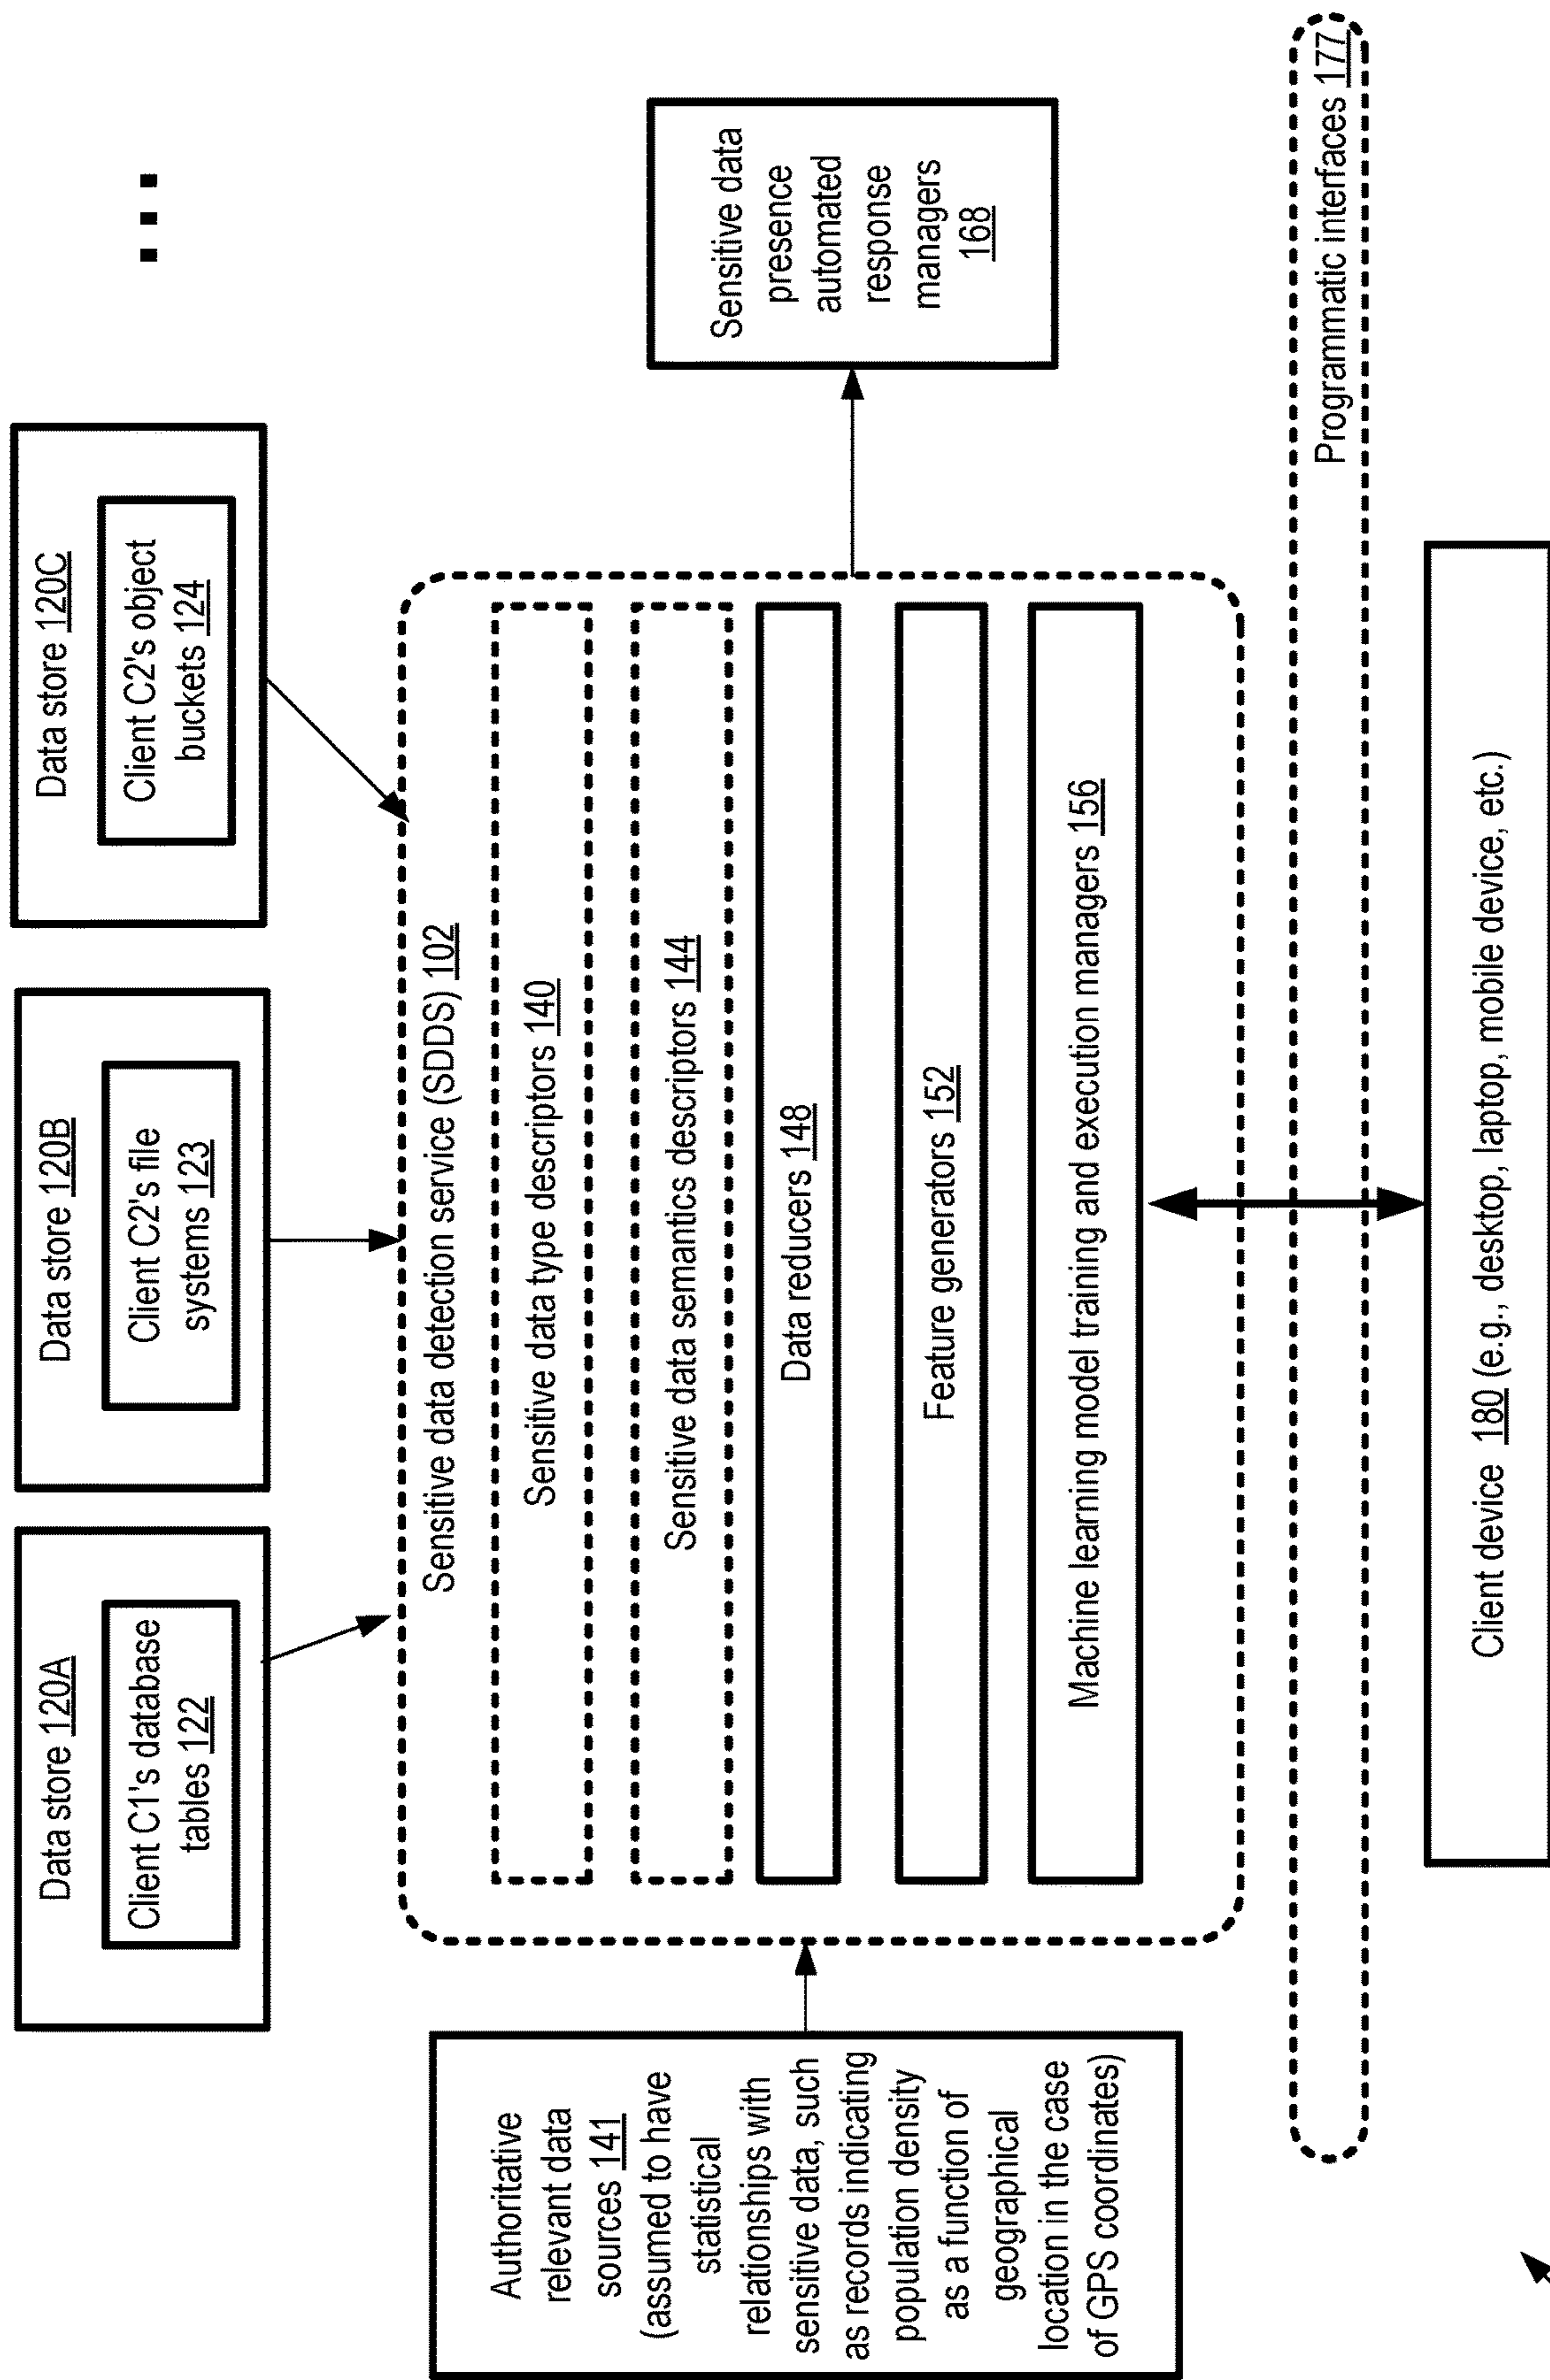 Data store 120A
Client C1's database
tables 122
Data store 120B
Client C2's file
systems 123
Data store 120C
Client C2's object
buckets 124
Authoritative
relevant data
sources 141
(assumed to have
statistical
relationships with
sensitive data, such
as records indicating
population density
as a function of
geographical
location in the case
of GPS coordinates)
Sensitive data detection service (SDDS) 102
Sensitive data type descriptors 140
Sensitive data semantics descriptors 144
Data reducers 148
Feature generators 152
Machine learning model training and execution managers 156
Sensitive data
presence
automated
response
managers
168
Programmatic interfaces 177
Client device 180 (e.g., desktop, laptop, mobile device, etc.)